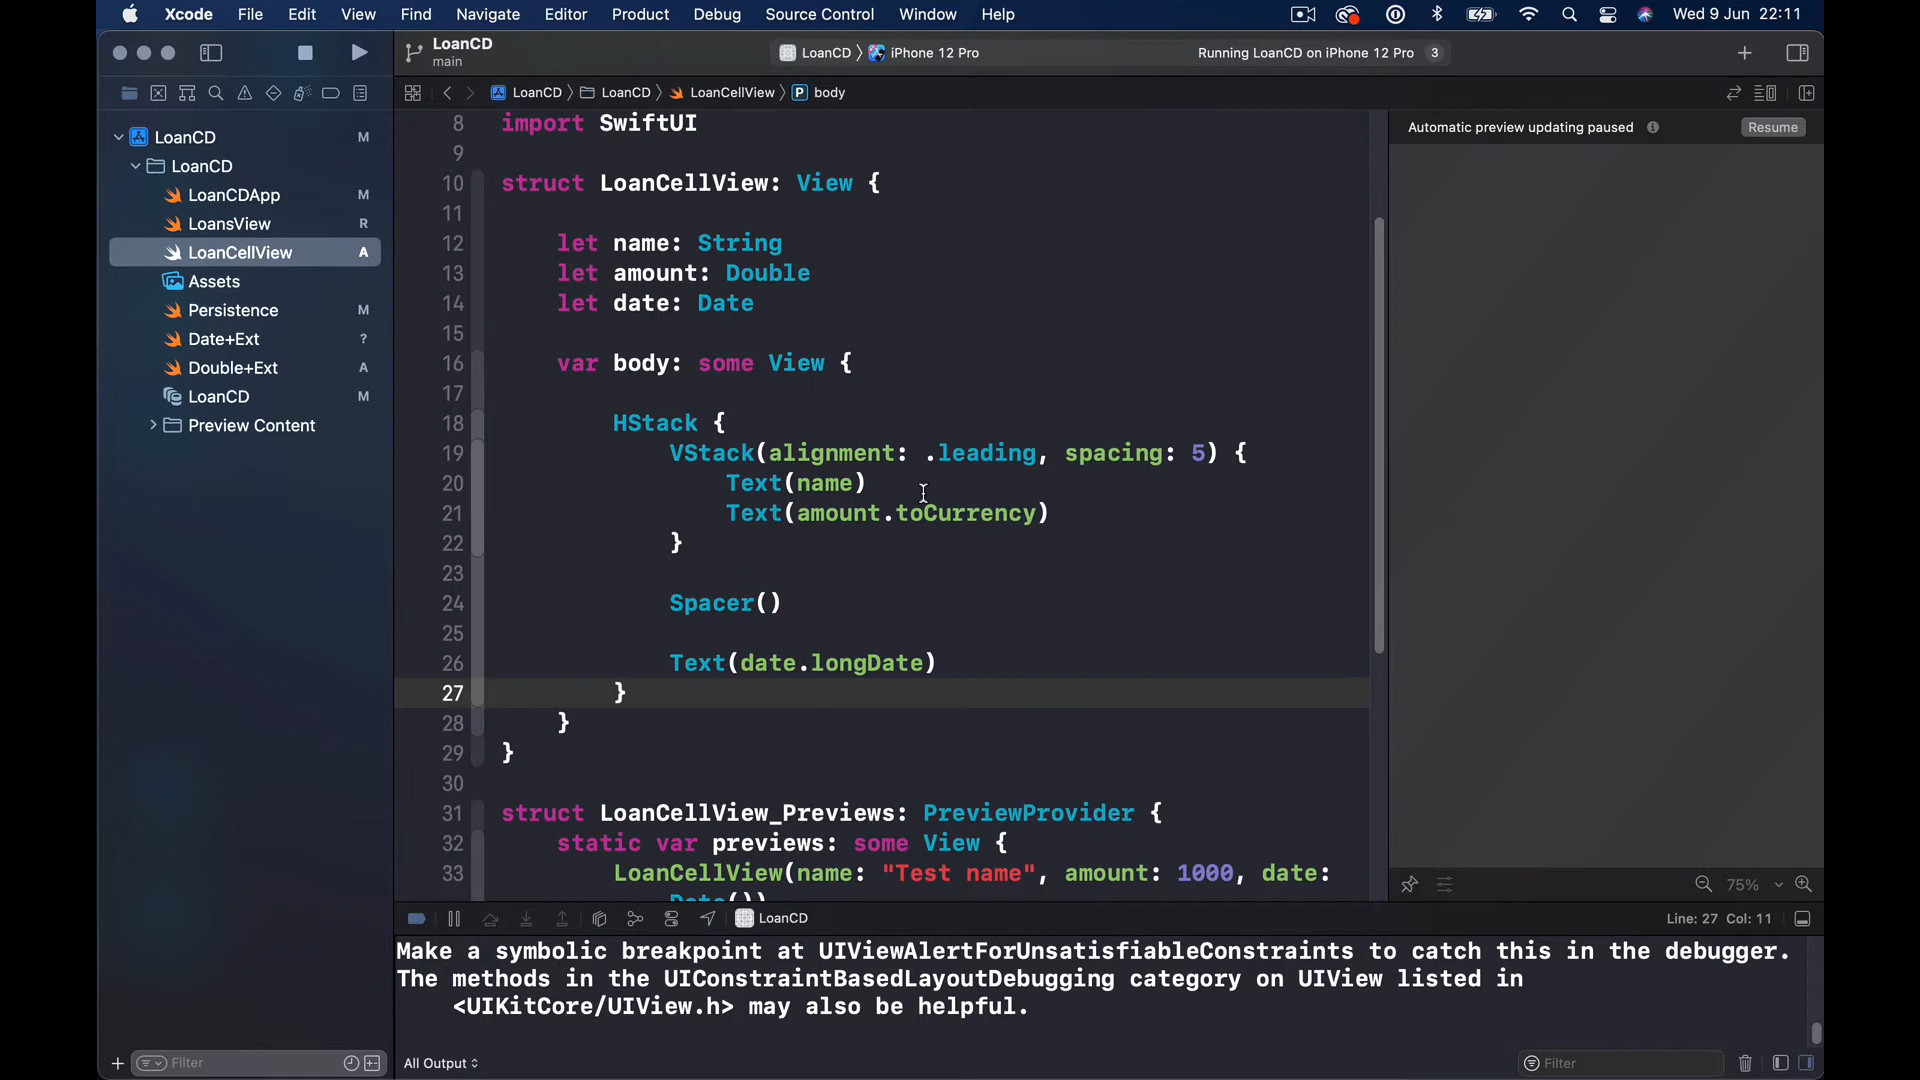 Xcode File Edit View Find Navigate Editor Product Debug Source Control Window Help Wed 9 Jun 22:11
LoanCD
main
LoanCD iPhone 12 Pro Running LoanCD on iPhone 12 Pro 3
LoanCD LoanCD LoanCellView P body
Automatic preview updating paused Resume
LoanCD M
LoanCD
LoanCDApp M
LoansView R
LoanCellView A
Assets
Persistence M
Date+Ext ?
Double+Ext A
LoanCD M
Preview Content
8 import SwiftUI
9
10 struct LoanCellView: View {
11
12 let name: String
13 let amount: Double
14 let date: Date
15
16 var body: some View {
17
18 HStack {
19 VStack(alignment: .leading, spacing: 5) {
20 Text(name)
21 Text(amount.toCurrency)
22 }
23
24 Spacer()
25
26 Text(date.longDate)
27 }
28 }
29 }
30
31 struct LoanCellView_Previews: PreviewProvider {
32 static var previews: some View {
33 LoanCellView(name: "Test name", amount: 1000, date:
Date())
75%
LoanCD
Line: 27 Col: 11
Make a symbolic breakpoint at UIViewAlertForUnsatisfiableConstraints to catch this in the debugger.
The methods in the UIConstraintBasedLayoutDebugging category on UIView listed in
<UIKitCore/UIView.h> may also be helpful.
Filter
All Output
Filter